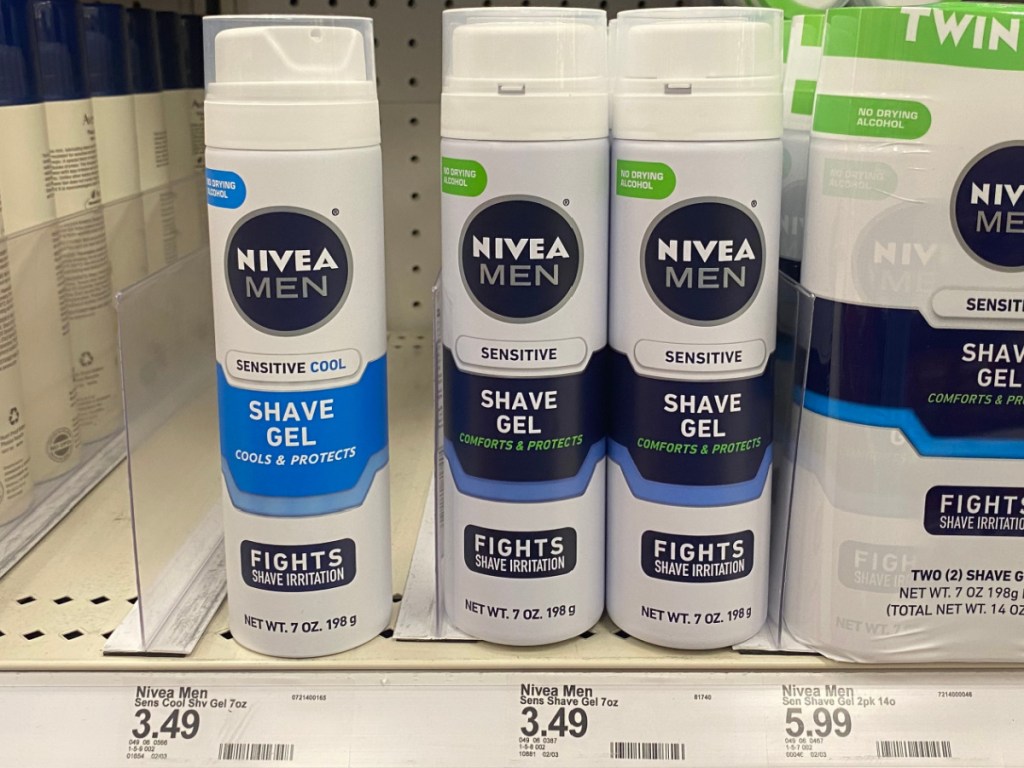 NO DRYING
ALCOHOL
NIVEA
MEN
®
SENSITIVE COOL
SHAVE
GEL
COOLS & PROTECTS
FIGHTS
SHAVE IRRITATION
NET WT. 7 OZ. 198 g
NO DRYING
ALCOHOL
NIVEA
MEN
®
SENSITIVE
SHAVE
GEL
COMFORTS & PROTECTS
FIGHTS
SHAVE IRRITATION
NET WT. 7 OZ. 198 g
NO DRYING
ALCOHOL
NIVEA
MEN
®
SENSITIVE
SHAVE
GEL
COMFORTS & PROTECTS
FIGHTS
SHAVE IRRITATION
NET WT. 7 OZ. 198 g
TWIN
NO DRYING
ALCOHOL
NIV
MEN
SENSITI
SHAV
GEL
COMFORTS & PR
FIGHTS
SHAVE IRRITATIO
TWO (2) SHAVE G
NET WT. 7 OZ 198g
(TOTAL NET WT. 14 OZ
Nivea Men
Sens Cool Shv Gel 7oz
3.49
Nivea Men
Sens Shave Gel 7oz
3.49
81740
Nivea Men
Sen Shave Gel 2pk 14o
5.99